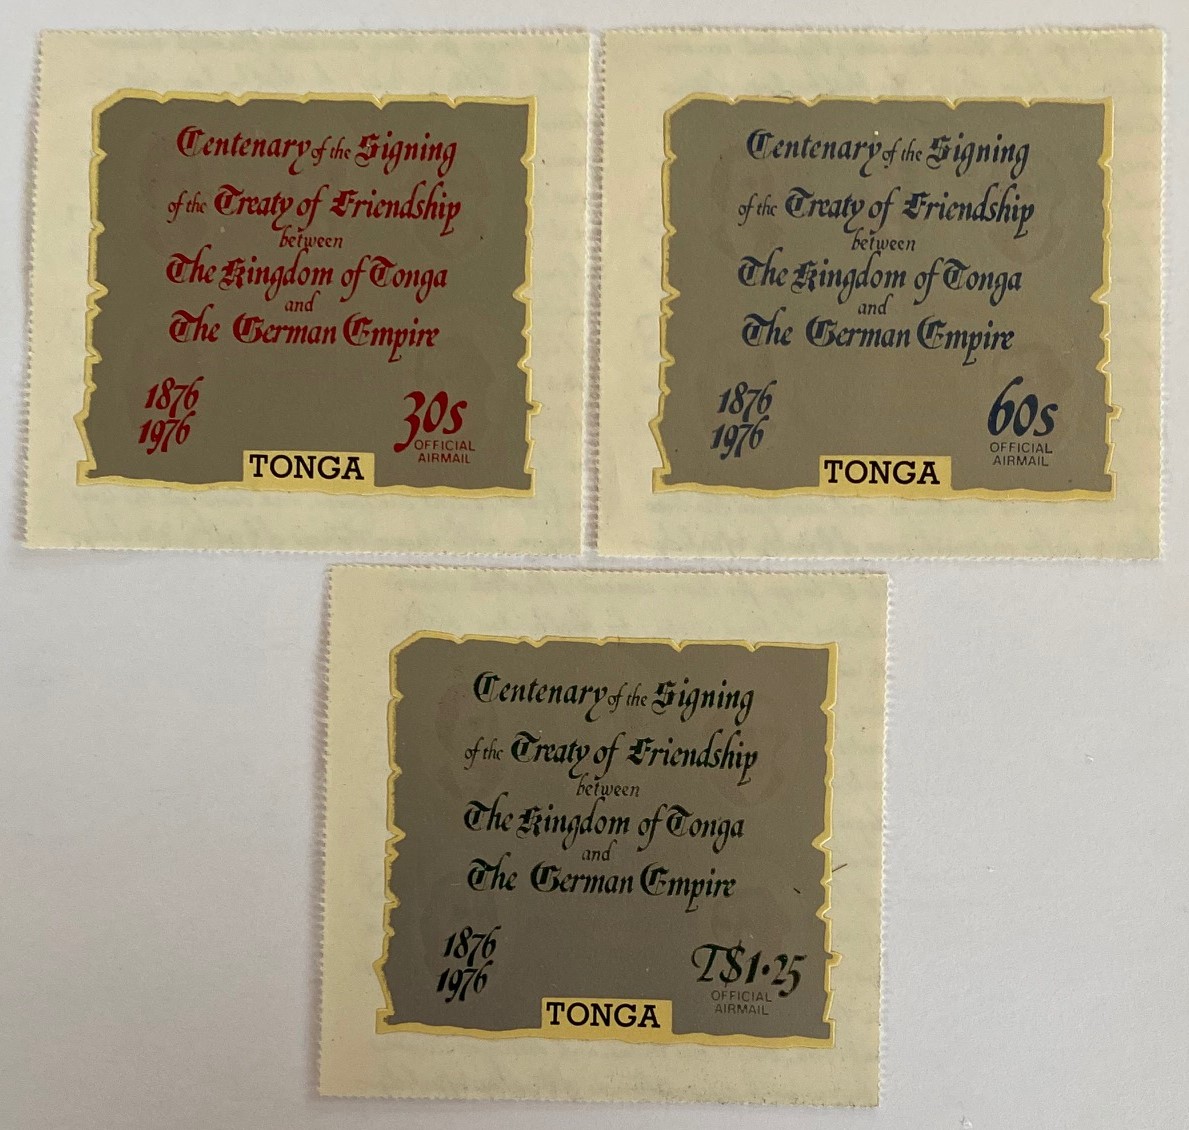 Centenary of the Signing
of the Treaty of Friendship
between
The Kingdom of Tonga
and
The German Empire
1876
1976
30s
OFFICIAL
AIRMAIL
TONGA
Centenary of the Signing
of the Treaty of Friendship
between
The Kingdom of Tonga
and
The German Empire
1876
1976
60s
OFFICIAL
AIRMAIL
TONGA
Centenary of the Signing
of the Treaty of Friendship
between
The Kingdom of Tonga
and
The German Empire
1876
1976
T$1·25
OFFICIAL
AIRMAIL
TONGA